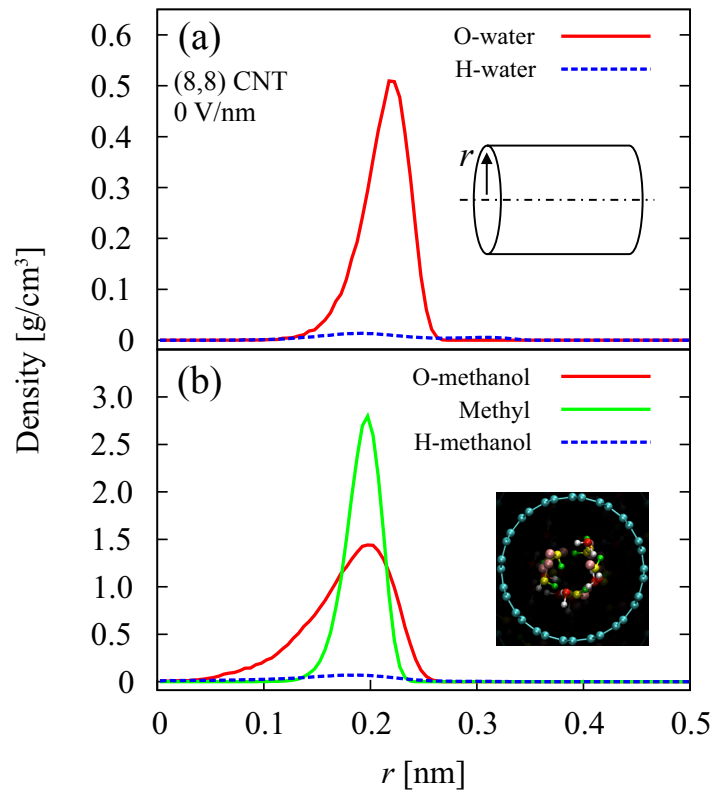 (a)
(8,8) CNT
0 V/nm
O-water
H-water
r
0.6
0.5
0.4
0.3
0.2
0.1
0
Density [g/cm³]
(b)
O-methanol
Methyl
H-methanol
3.0
2.5
2.0
1.5
1.0
0.5
0
0 0.1 0.2 0.3 0.4 0.5
r [nm]